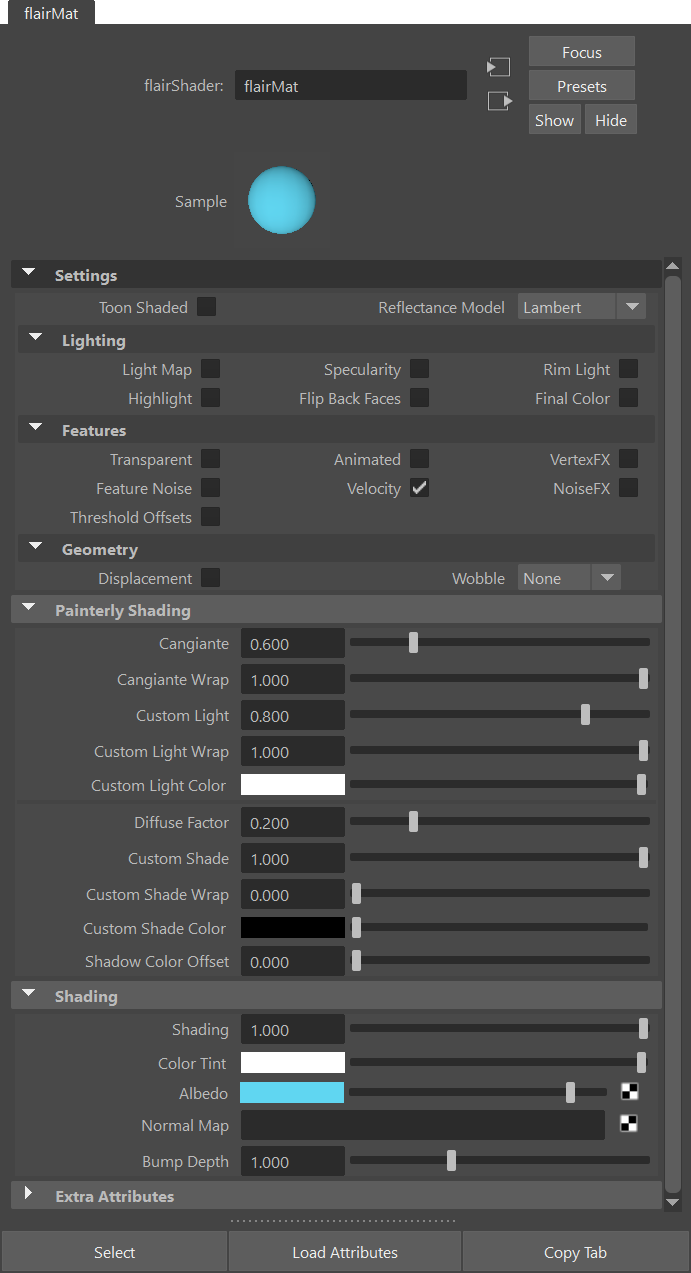 flairMat
Focus
flairShader: flairMat
Presets
Show Hide
Sample
Settings
Toon Shaded Reflectance Model Lambert
Lighting
Light Map Specularity Rim Light
Highlight Flip Back Faces Final Color
Features
Transparent Animated VertexFX
Feature Noise Velocity NoiseFX
Threshold Offsets
Geometry
Displacement Wobble None
Painterly Shading
Cangiante 0.600
Cangiante Wrap 1.000
Custom Light 0.800
Custom Light Wrap 1.000
Custom Light Color
Diffuse Factor 0.200
Custom Shade 1.000
Custom Shade Wrap 0.000
Custom Shade Color
Shadow Color Offset 0.000
Shading
Shading 1.000
Color Tint
Albedo
Normal Map
Bump Depth 1.000
Extra Attributes
Select Load Attributes Copy Tab